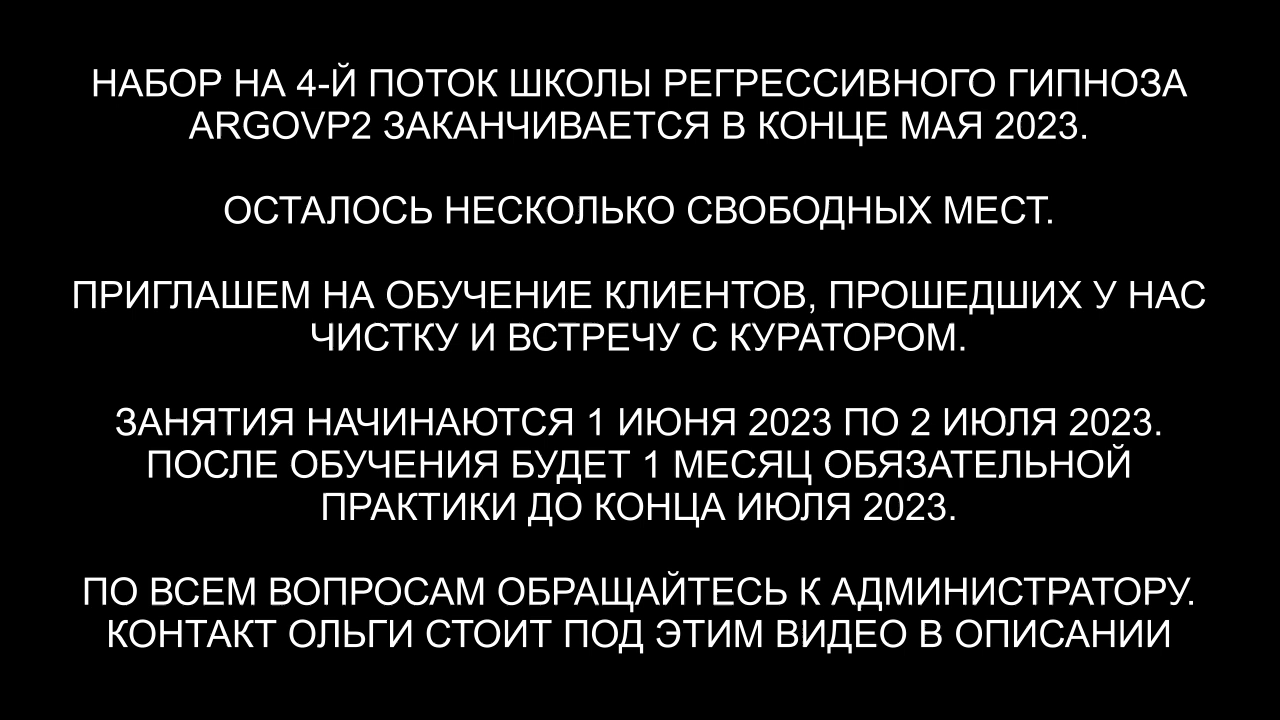 НАБОР НА 4-Й ПОТОК ШКОЛЫ РЕГРЕССИВНОГО ГИПНОЗА
ARGOVP2 ЗАКАНЧИВАЕТСЯ В КОНЦЕ МАЯ 2023.
ОСТАЛОСЬ НЕСКОЛЬКО СВОБОДНЫХ МЕСТ.
ПРИГЛАШЕМ НА ОБУЧЕНИЕ КЛИЕНТОВ, ПРОШЕДШИХ У НАС
ЧИСТКУ И ВСТРЕЧУ С КУРАТОРОМ.
ЗАНЯТИЯ НАЧИНАЮТСЯ 1 ИЮНЯ 2023 ПО 2 ИЮЛЯ 2023.
ПОСЛЕ ОБУЧЕНИЯ БУДЕТ 1 МЕСЯЦ ОБЯЗАТЕЛЬНОЙ
ПРАКТИКИ ДО КОНЦА ИЮЛЯ 2023.
ПО ВСЕМ ВОПРОСАМ ОБРАЩАЙТЕСЬ К АДМИНИСТРАТОРУ.
КОНТАКТ ОЛЬГИ СТОИТ ПОД ЭТИМ ВИДЕО В ОПИСАНИИ